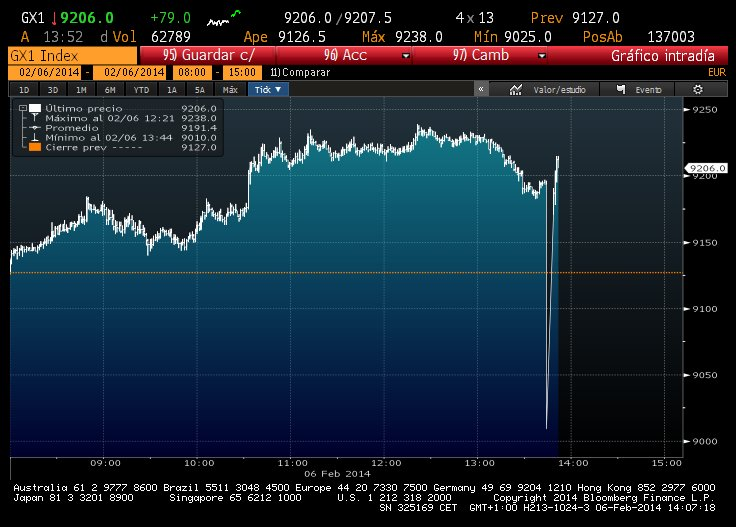 GX1 ↓9206.0 +79.0 9206.0 /9207.5 4 x 13 Prev 9127.0
A 13:52 d Vol 62789 Ape 9126.5 Máx 9238.0 Mín 9025.0 PosAb 137003
GX1 Index 95) Guardar c/ 96) Acc 97) Camb Gráfico intradía
02/06/2014 - 02/06/2014 08:00 - 15:00 11) Comparar EUR
1D 3D 1M 6M YTD 1A 5A Máx Tick ▼ « Valor/estudio Evento
Último precio 9206.0
Máximo al 02/06 12:21 9238.0
Promedio 9191.4
Mínimo al 02/06 13:44 9010.0
Cierre prev ----- 9127.0
9250
9206.0
9200
9150
9100
9050
9000
09:00 10:00 11:00 12:00 13:00 14:00 15:00
06 Feb 2014
Australia 61 2 9777 8600 Brazil 5511 3048 4500 Europe 44 20 7330 7500 Germany 49 69 9204 1210 Hong Kong 852 2977 6000
Japan 81 3 3201 8900 Singapore 65 6212 1000 U.S. 1 212 318 2000 Copyright 2014 Bloomberg Finance L.P.
SN 325169 CET GMT+1:00 H213-1024-3 06-Feb-2014 14:07:18